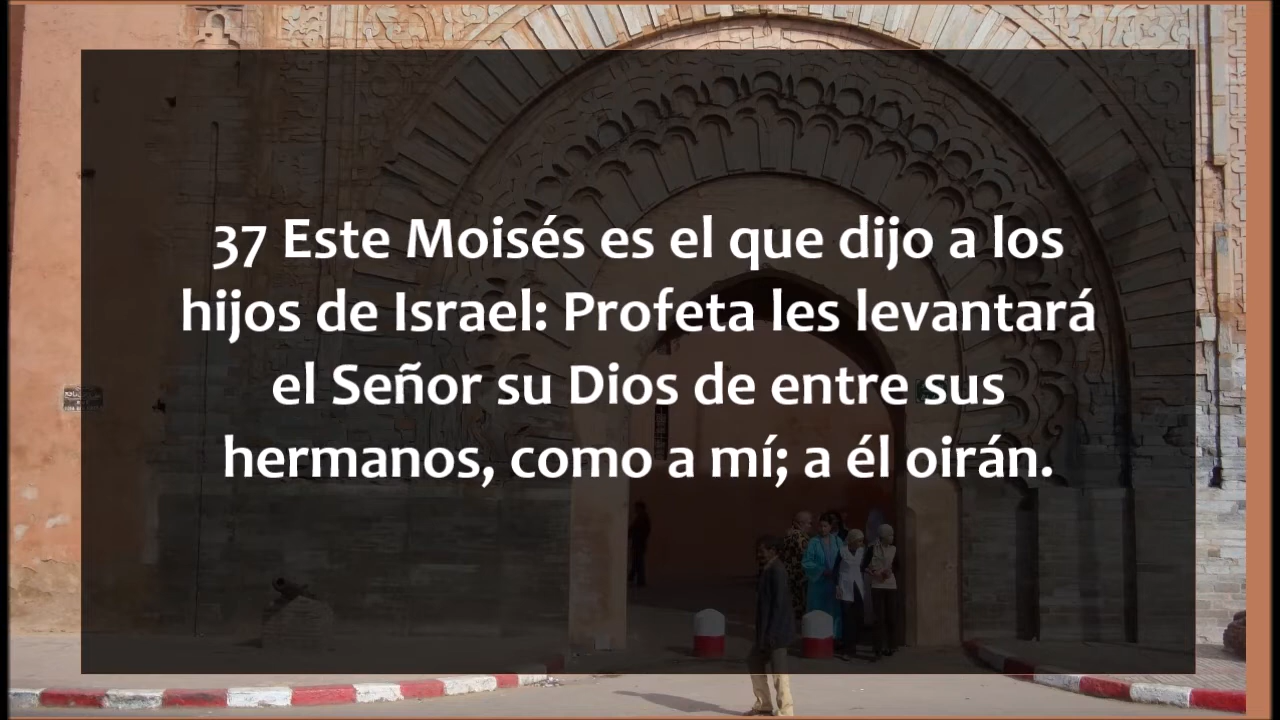 37 Este Moisés es el que dijo a los
hijos de Israel: Profeta les levantará
el Señor su Dios de entre sus
hermanos, como a mí; a él oirán.